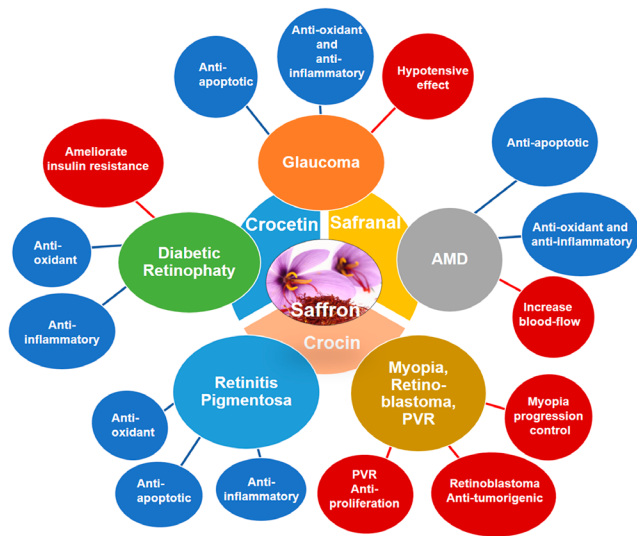 Anti-oxidant
and
anti-
inflammatory
Anti-
apoptotic
Hypotensive
effect
Glaucoma
Ameliorate
insulin resistance
Anti-apoptotic
Crocetin
Safranal
Anti-
oxidant
Diabetic
Retinophaty
AMD
Anti-oxidant and
anti-inflammatory
Saffron
Increase
blood-flow
Anti-
inflammatory
Crocin
Retinitis
Pigmentosa
Myopia,
Retino-
blastoma,
PVR
Anti-
oxidant
Myopia
progression
control
Anti-
apoptotic
Anti-
inflammatory
PVR
Anti-
proliferation
Retinoblastoma
Anti-tumorigenic